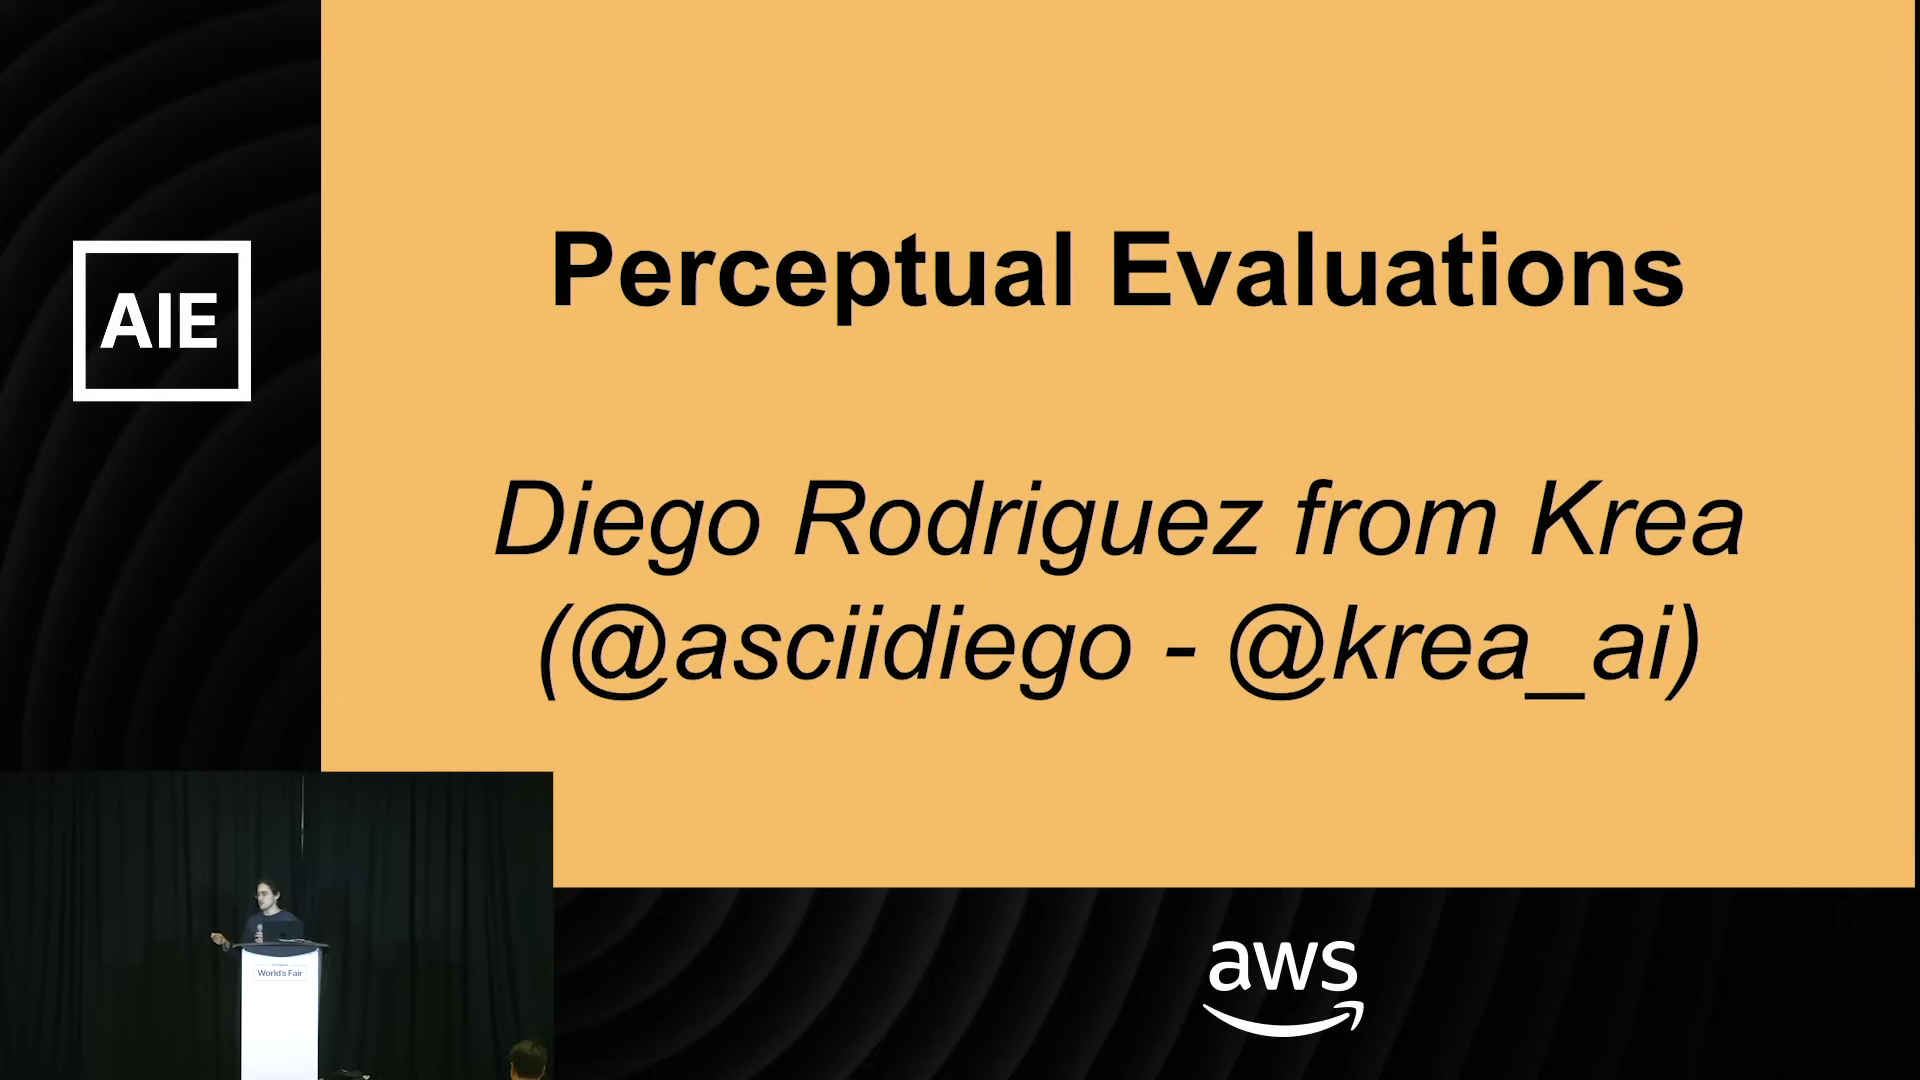 AIE
Perceptual Evaluations
Diego Rodriguez from Krea
(@asciidiego - @krea_ai)
World's Fair
aws